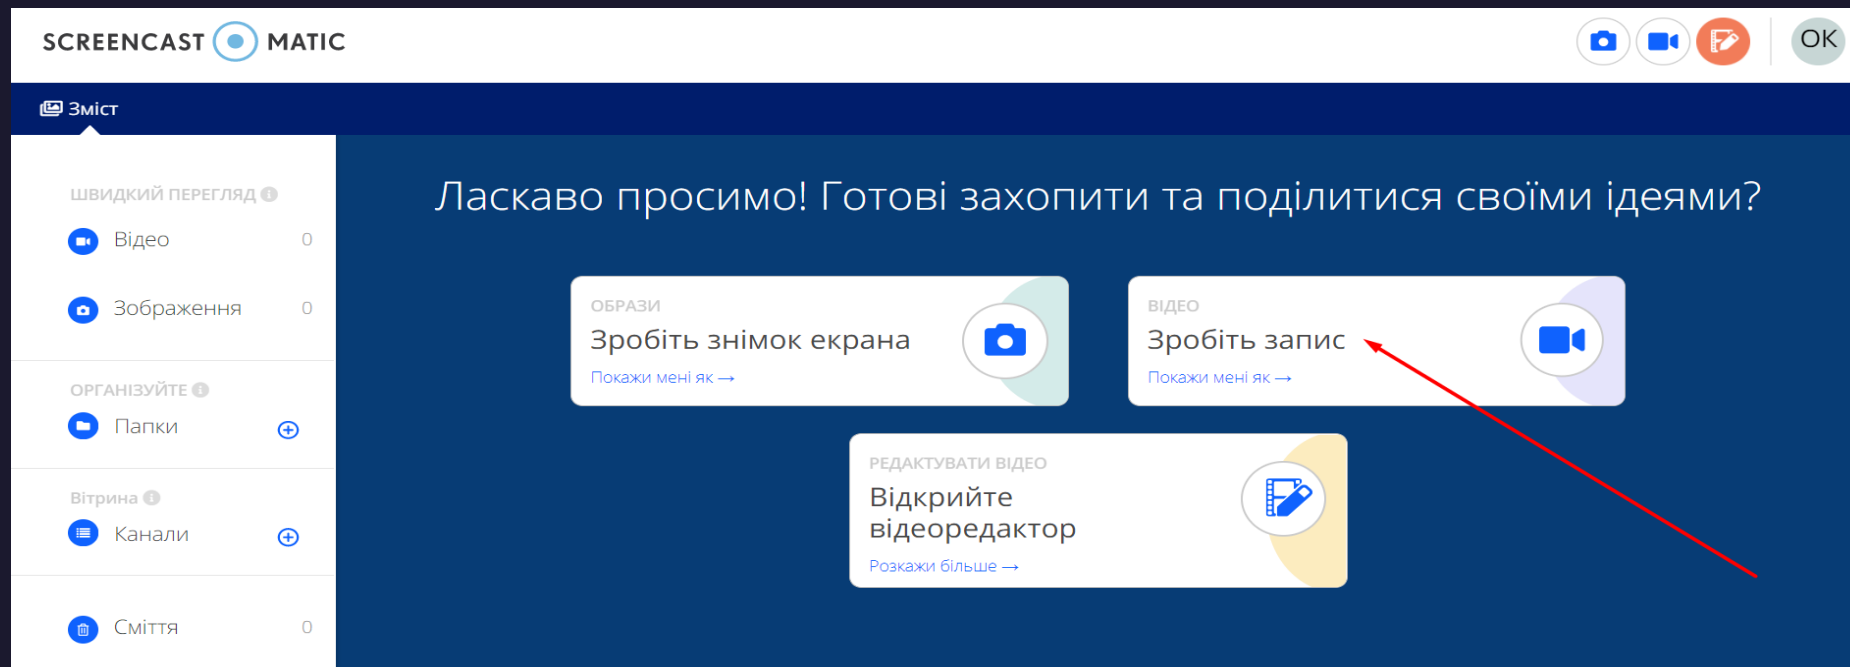 SCREENCAST MATIC
OK
Зміст
ШВИДКИЙ ПЕРЕГЛЯД
Відео 0
Зображення 0
ОРГАНІЗУЙТЕ
Папки
Вітрина
Канали
Сміття 0
Ласкаво просимо! Готові захопити та поділитися своїми ідеями?
ОБРАЗИ
Зробіть знімок екрана
Покажи мені як →
ВІДЕО
Зробіть запис
Покажи мені як →
РЕДАКТУВАТИ ВІДЕО
Відкрийте
відеоредактор
Розкажи більше →